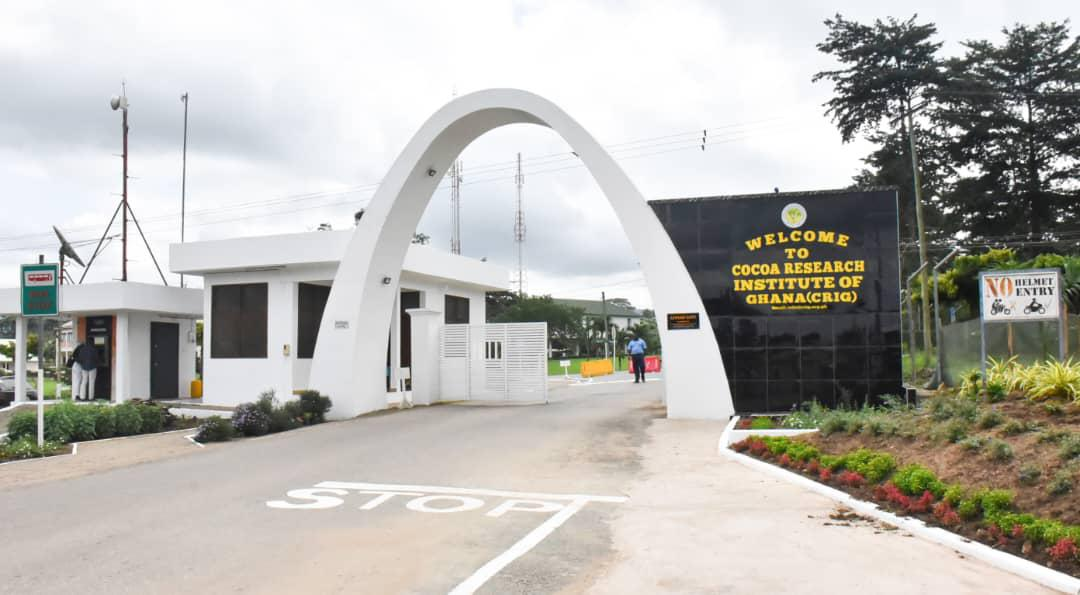 WELCOME
TO
COCOA RESEARCH
INSTITUTE OF
GHANA(CRIG)
NO HELMET
ENTRY
STOP